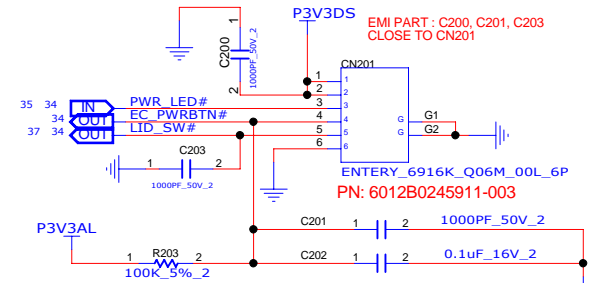 P3V3DS
EMI PART : C200, C201, C203
CLOSE TO CN201
1
C200
1000PF_50V_2
2
CN201
1 1
2 2
35 34 IN PWR_LED# 3 3
34 OUT EC_PWRBTN# 4 4 G G1
37 34 OUT LID_SW# 5 5 G G2
6 6
C203
1 2
1000PF_50V_2
ENTERY_6916K_Q06M_00L_6P
PN: 6012B0245911-003
P3V3AL
C201 1 2 1000PF_50V_2
R203
1 2
100K_5%_2
C202 1 2 0.1uF_16V_2